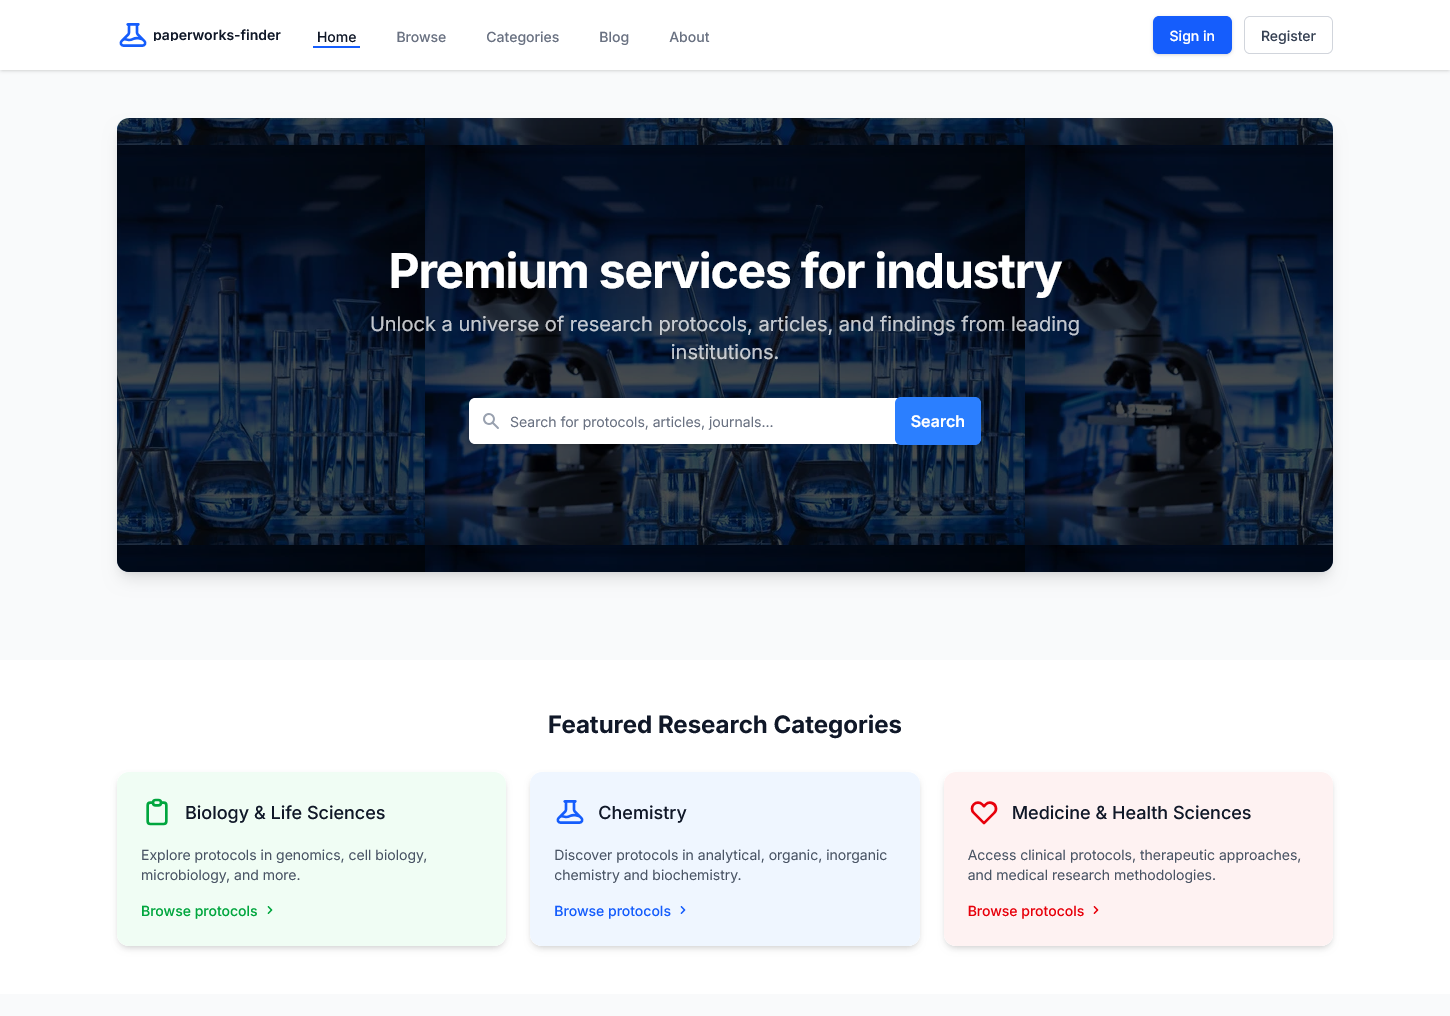 paperworks-finder
Home
Browse
Categories
Blog
About
Sign in
Register
Premium services for industry
Unlock a universe of research protocols, articles, and findings from leading
institutions.
Search for protocols, articles, journals...
Search
Featured Research Categories
Biology & Life Sciences
Explore protocols in genomics, cell biology,
microbiology, and more.
Browse protocols
Chemistry
Discover protocols in analytical, organic, inorganic
chemistry and biochemistry.
Browse protocols
Medicine & Health Sciences
Access clinical protocols, therapeutic approaches,
and medical research methodologies.
Browse protocols